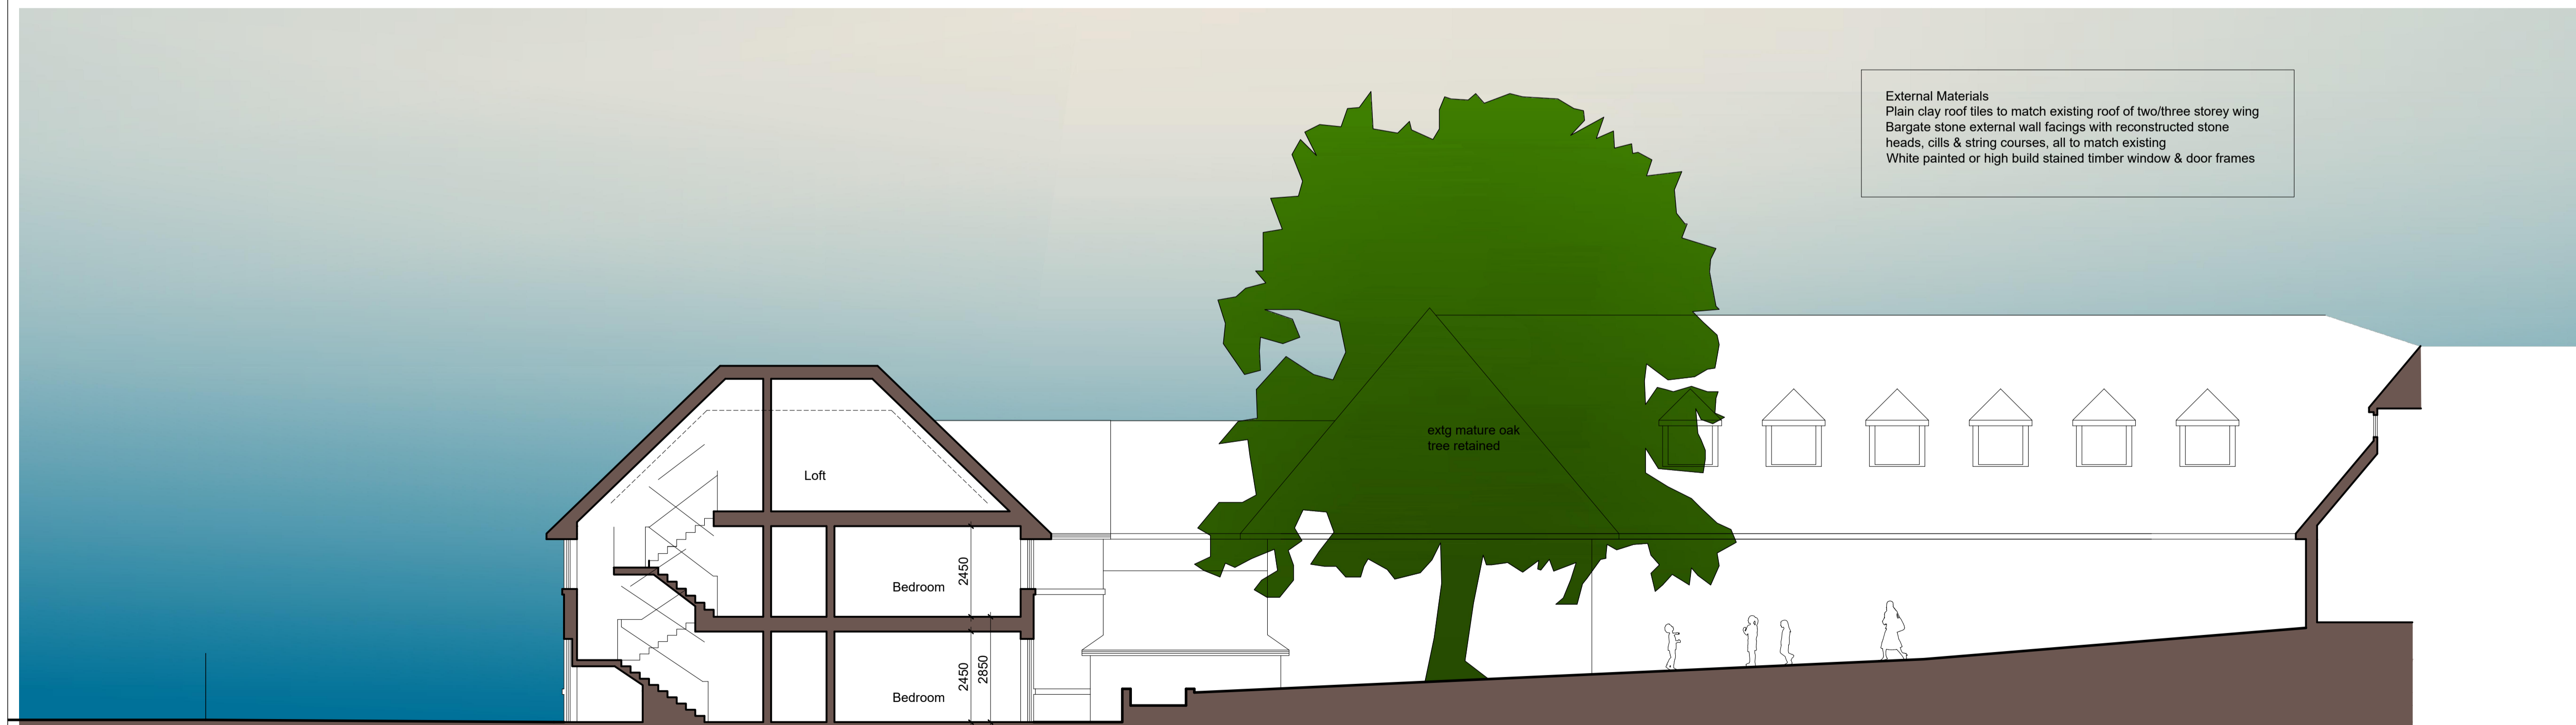 External Materials
Plain clay roof tiles to match existing roof of two/three storey wing
Bargate stone external wall facings with reconstructed stone
heads, cills & string courses, all to match existing
White painted or high build stained timber window & door frames
extg mature oak
tree retained
Loft
Bedroom
2450
Bedroom
2450
2850